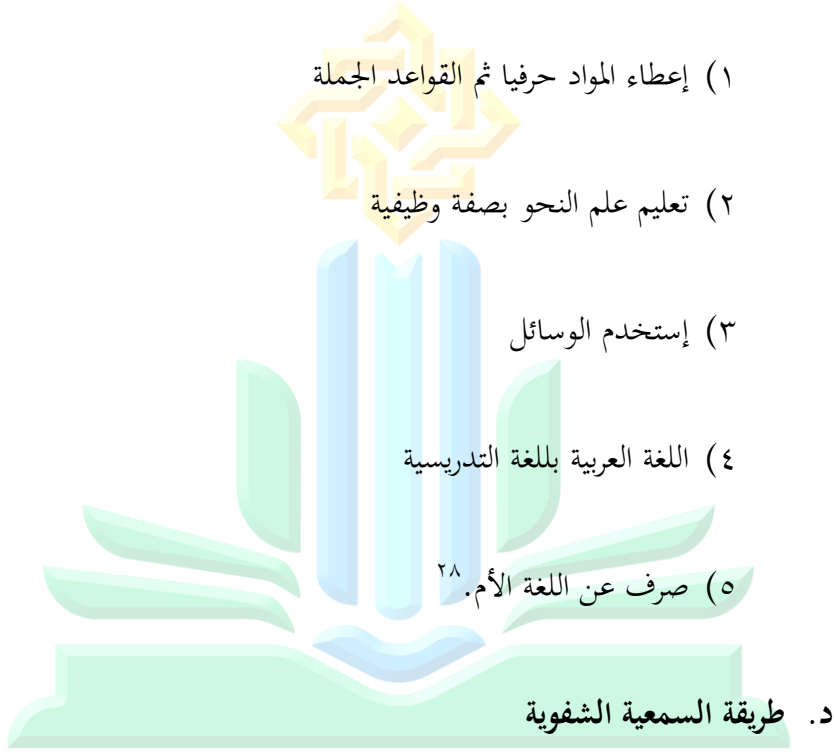 ١) إعطاء المواد حرفيا ثم القواعد الجملة
٢) تعليم علم النحو بصفة وظيفية
٣) إستخدم الوسائل
٤) اللغة العربية بللغة التدريسية
٥) صرف عن اللغة الأم.٢٨
د. طريقة السمعية الشفوية